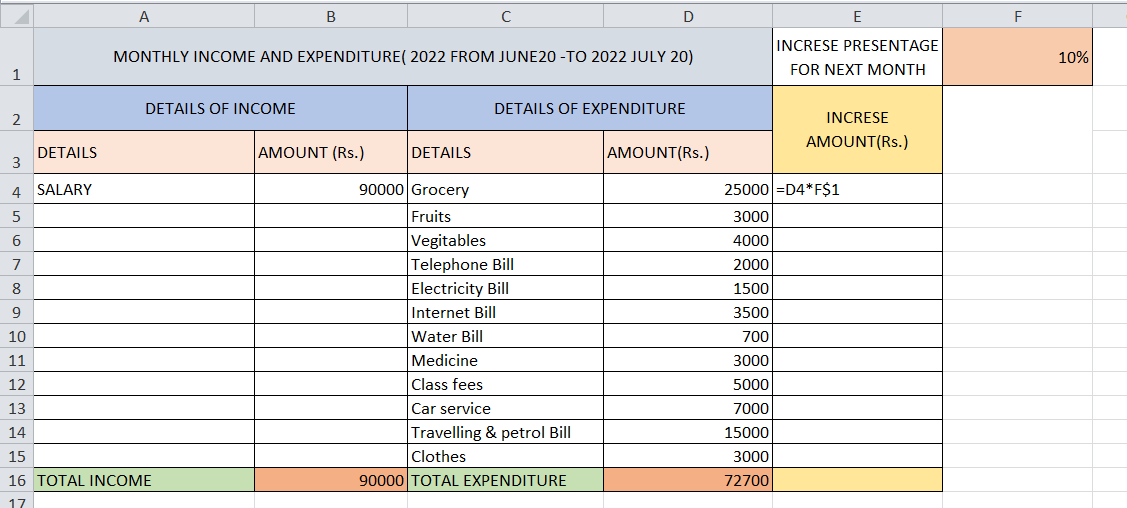 A B C D E F
1 MONTHLY INCOME AND EXPENDITURE( 2022 FROM JUNE20 -TO 2022 JULY 20) INCRESE PRESENTAGE 10%
FOR NEXT MONTH
2 DETAILS OF INCOME DETAILS OF EXPENDITURE INCRESE
AMOUNT(Rs.)
3 DETAILS AMOUNT (Rs.) DETAILS AMOUNT(Rs.)
4 SALARY 90000 Grocery 25000 =D4*F$1
5 Fruits 3000
6 Vegitables 4000
7 Telephone Bill 2000
8 Electricity Bill 1500
9 Internet Bill 3500
10 Water Bill 700
11 Medicine 3000
12 Class fees 5000
13 Car service 7000
14 Travelling & petrol Bill 15000
15 Clothes 3000
16 TOTAL INCOME 90000 TOTAL EXPENDITURE 72700
17